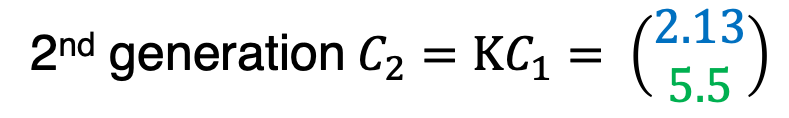 2nd generation C₂ = KC₁ = (2.13
5.5)